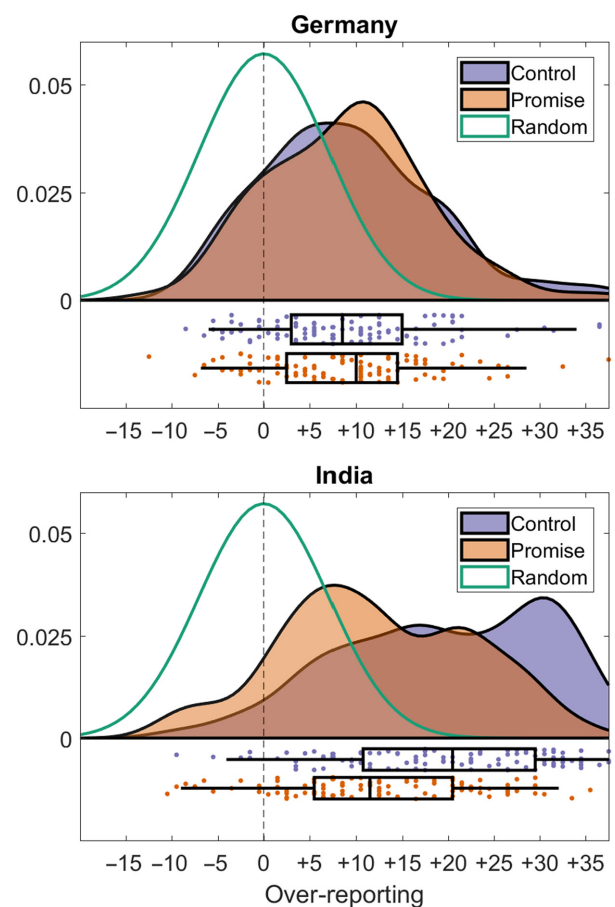 Germany
Control
Promise
Random
0.05
0.025
0
−15 −10 −5 0 +5 +10 +15 +20 +25 +30 +35
India
Control
Promise
Random
0.05
0.025
0
−15 −10 −5 0 +5 +10 +15 +20 +25 +30 +35
Over-reporting